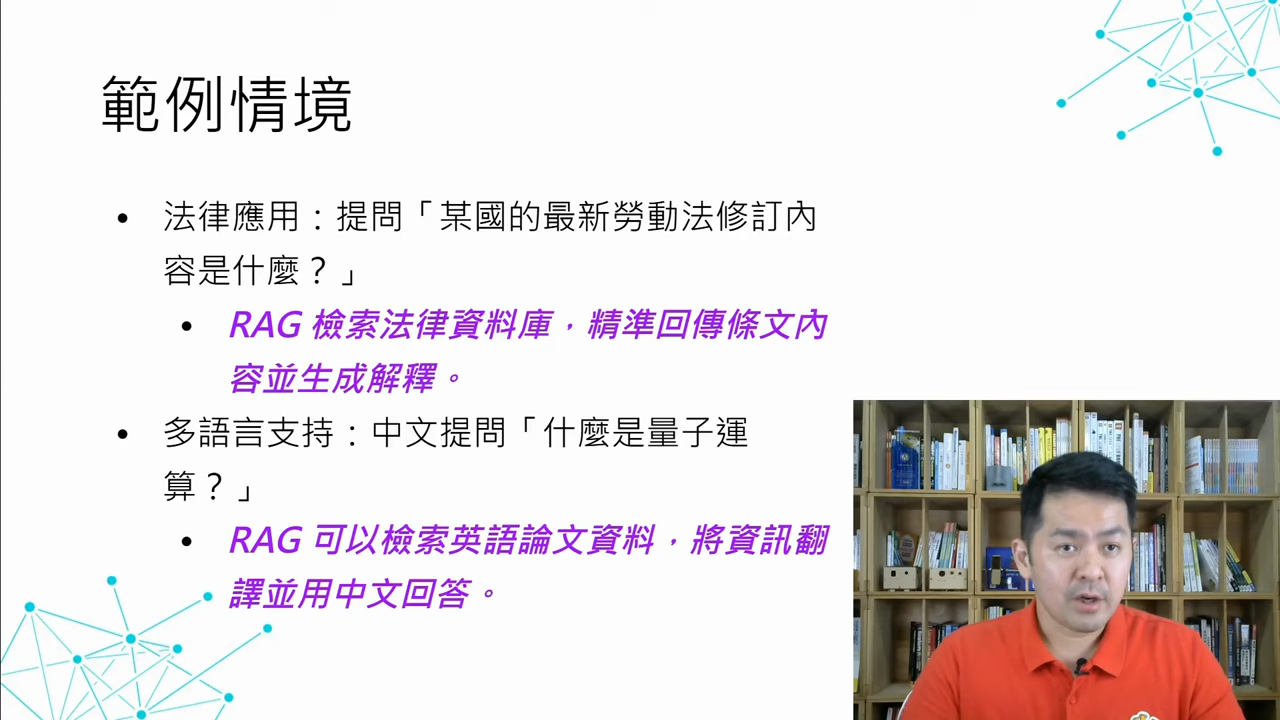 範例情境
• 法律應用：提問「某國的最新勞動法修訂內
容是什麼？」
• RAG 檢索法律資料庫，精準回傳條文內
容並生成解釋。
• 多語言支持：中文提問「什麼是量子運
算？」
• RAG 可以檢索英語論文資料，將資訊翻
譯並用中文回答。